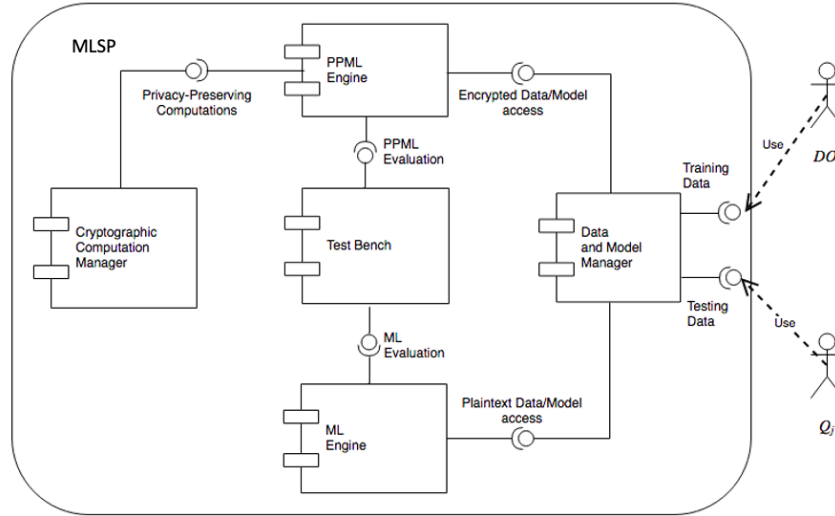 MLSP
PPML
Engine
Privacy-Preserving
Computations
Encrypted Data/Model
access
PPML
Evaluation
Use
Training
Data
Cryptographic
Computation
Manager
Test Bench
Data
and Model
Manager
Testing
Data
Use
ML
Evaluation
Plaintext Data/Model
access
ML
Engine
Qj